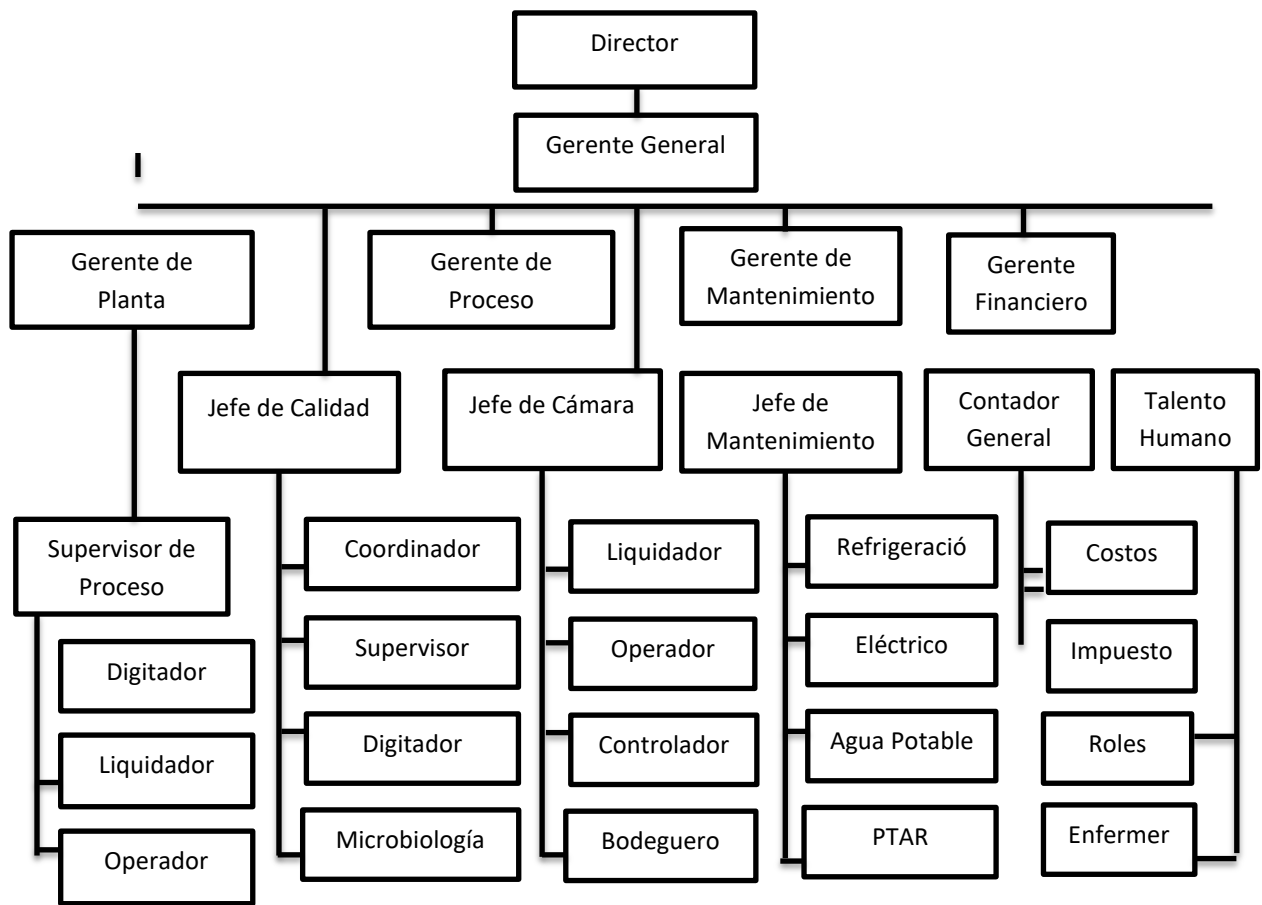 Director
Gerente General
Gerente de
Planta
Gerente de
Proceso
Gerente de
Mantenimiento
Gerente
Financiero
Jefe de Calidad
Jefe de Cámara
Jefe de
Mantenimiento
Contador
General
Talento
Humano
Supervisor de
Proceso
Coordinador
Liquidador
Refrigeració
Costos
Digitador
Supervisor
Operador
Eléctrico
Impuesto
Liquidador
Digitador
Controlador
Agua Potable
Roles
Operador
Microbiología
Bodeguero
PTAR
Enfermer